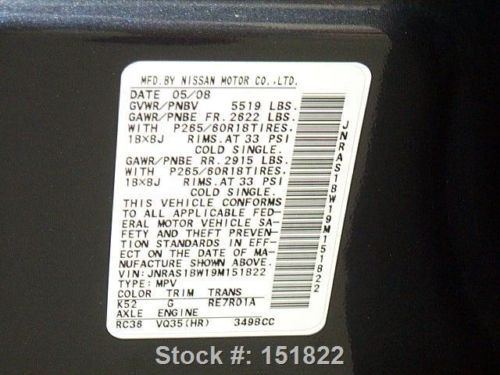 MFD.BY NISSAN MOTOR CO.,LTD.
DATE 05/08
GVWR/PNBV 5519 LBS.
GAWR/PNBE FR. 2622 LBS.
WITH P265/60R18TIRES.
18X8J RIMS.AT 33 PSI
COLD SINGLE.
GAWR/PNBE RR. 2915 LBS.
WITH P265/60R18TIRES.
18X8J RIMS.AT 33 PSI
COLD SINGLE.
THIS VEHICLE CONFORMS
TO ALL APPLICABLE FED-
ERAL MOTOR VEHICLE SA-
FETY AND THEFT PREVEN-
TION STANDARDS IN EFF-
ECT ON THE DATE OF MA-
NUFACTURE SHOWN ABOVE.
VIN:JNRAS18W19M151822
TYPE: MPV
COLOR TRIM TRANS
K52 G RE7R01A
AXLE ENGINE
RC38 VQ35(HR) 3498CC
JNRAS18W19M151822
Stock #: 151822